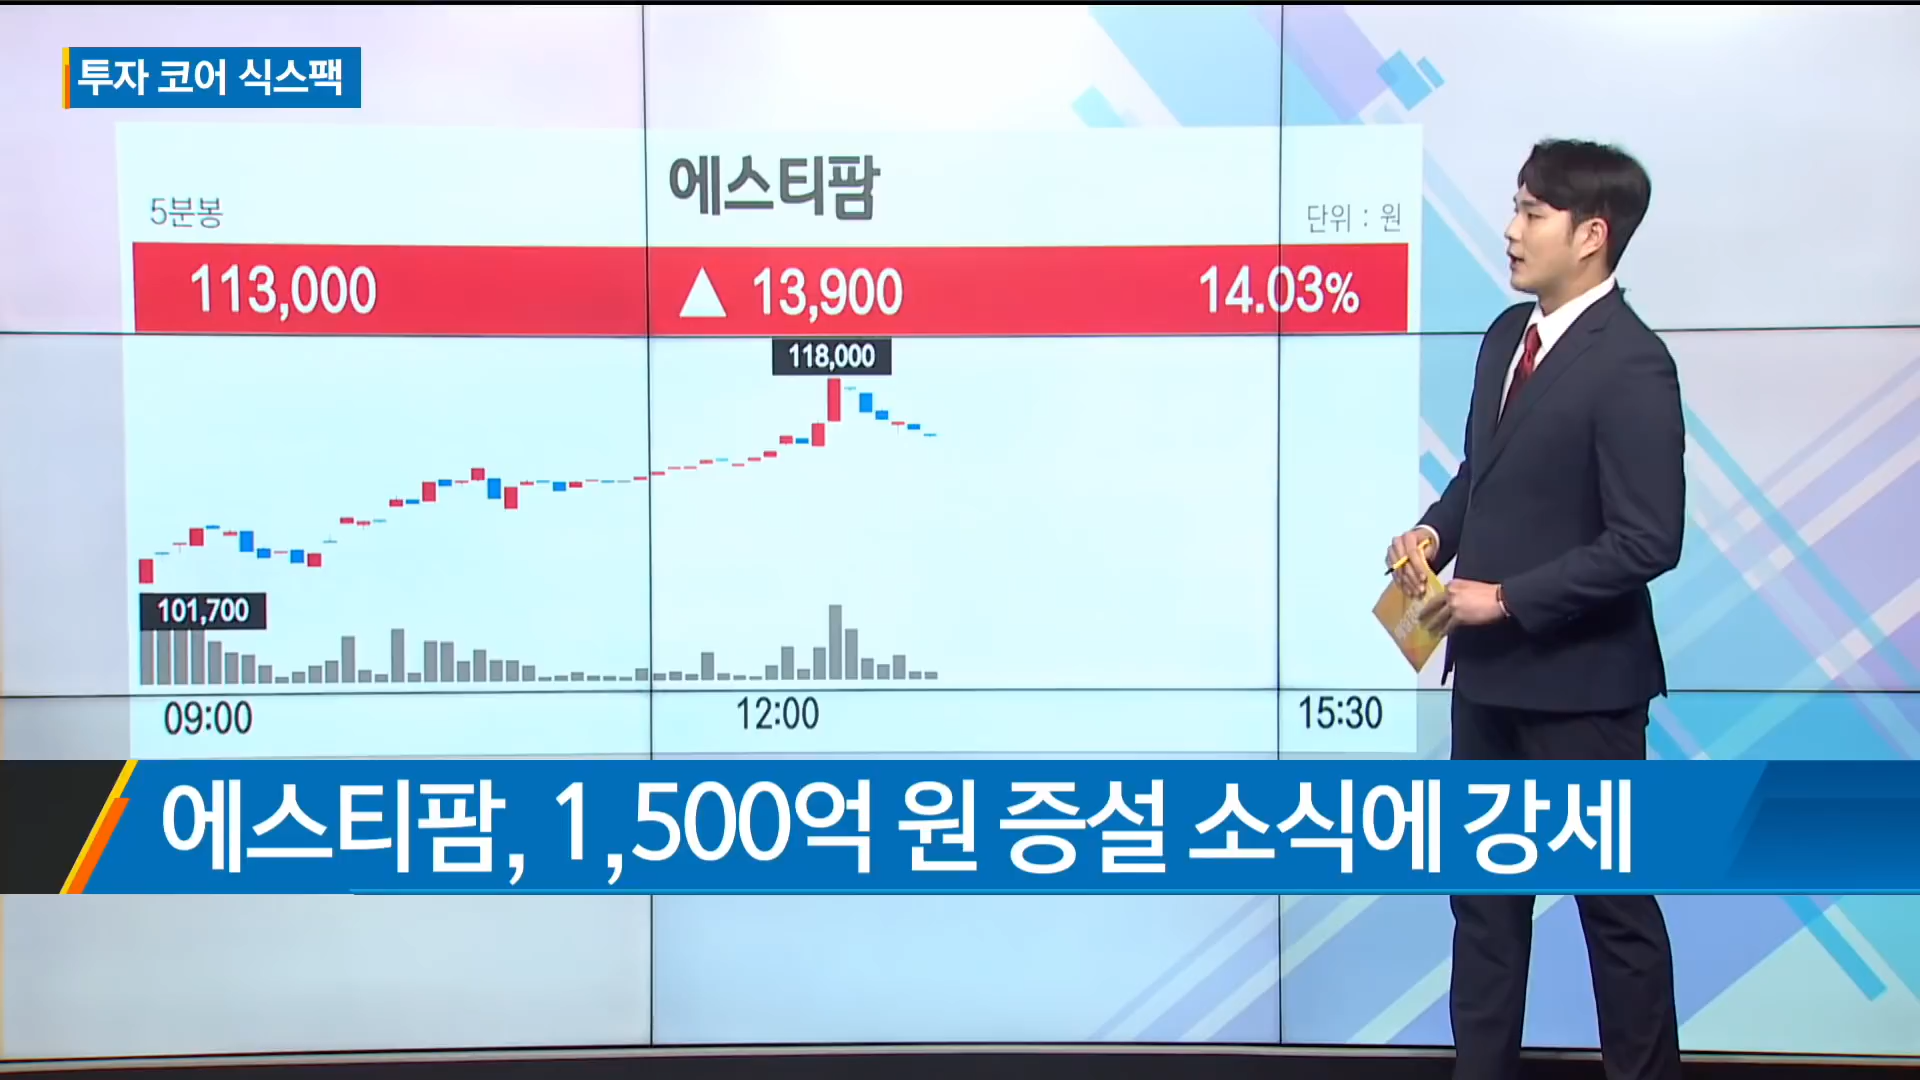 투자 코어 식스팩
에스티팜
5분봉
단위 : 원
113,000 ▲ 13,900 14.03%
118,000
101,700
09:00 12:00 15:30
에스티팜, 1,500억 원 증설 소식에 강세